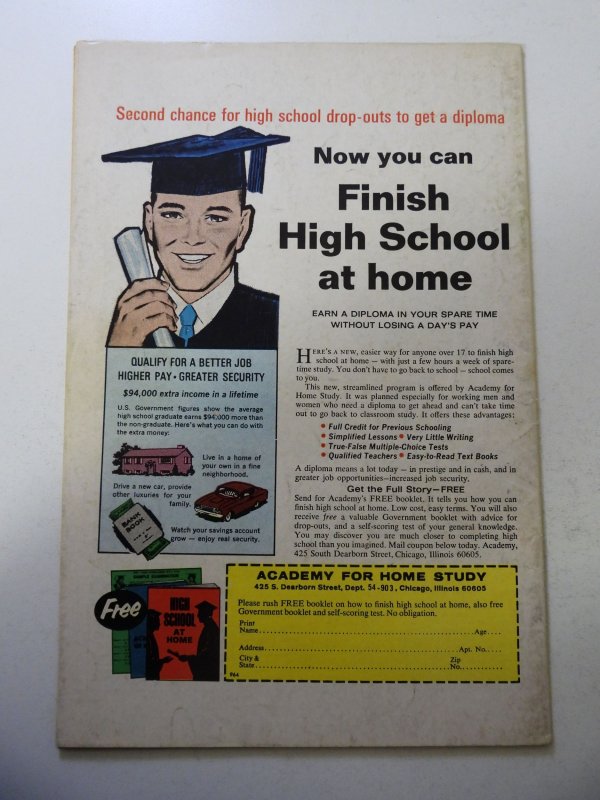 Second chance for high school drop-outs to get a diploma
Now you can
Finish
High School
at home
EARN A DIPLOMA IN YOUR SPARE TIME
WITHOUT LOSING A DAY'S PAY
HERE'S A NEW, easier way for anyone over 17 to finish high
school at home — with just a few hours a week of spare-
time study. You don't have to go back to school — school comes
to you.
This new, streamlined program is offered by Academy for
Home Study. It was planned especially for working men and
women who need a diploma to get ahead and can't take time
out to go back to classroom study. It offers these advantages:
• Full Credit for Previous Schooling
• Simplified Lessons • Very Little Writing
• True-False Multiple-Choice Tests
• Qualified Teachers • Easy-to-Read Text Books
A diploma means a lot today — in prestige and in cash, and in
greater job opportunities—increased job security.
Get the Full Story—FREE
Send for Academy's FREE booklet. It tells you how you can
finish high school at home. Low cost, easy terms. You will also
receive free a valuable Government booklet with advice for
drop-outs, and a self-scoring test of your general knowledge.
You may discover you are much closer to completing high
school than you imagined. Mail coupon below today. Academy,
425 South Dearborn Street, Chicago, Illinois 60605.
QUALIFY FOR A BETTER JOB
HIGHER PAY • GREATER SECURITY
$94,000 extra income in a lifetime
U.S. Government figures show the average
high school graduate earns $94,000 more than
the non-graduate. Here's what you can do with
the extra money:
Live in a home of
your own in a fine
neighborhood.
Drive a new car, provide
other luxuries for your
family.
BANK
BOOK
Watch your savings account
grow — enjoy real security.
Free
HIGH
SCHOOL
AT
HOME
ACADEMY FOR HOME STUDY
425 S. Dearborn Street, Dept. 54-903, Chicago, Illinois 60605
Please rush FREE booklet on how to finish high school at home, also free
Government booklet and self-scoring test. No obligation.
Print
Name Age
Address Apt. No.
City & Zip
State No.
964